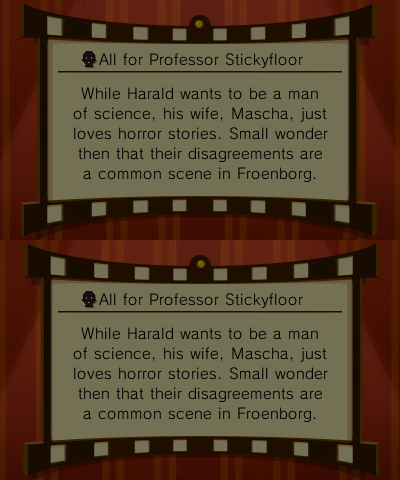 All for Professor Stickyfloor
While Harald wants to be a man
of science, his wife, Mascha, just
loves horror stories. Small wonder
then that their disagreements are
a common scene in Froenborg.
All for Professor Stickyfloor
While Harald wants to be a man
of science, his wife, Mascha, just
loves horror stories. Small wonder
then that their disagreements are
a common scene in Froenborg.